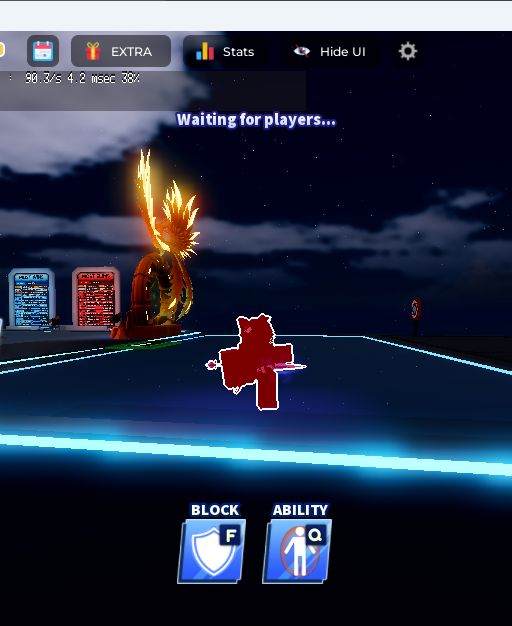 EXTRA
Stats
Hide UI
: 90.3/s 4.2 msec 38%
Waiting for players...
BLOCK
ABILITY
F
Q